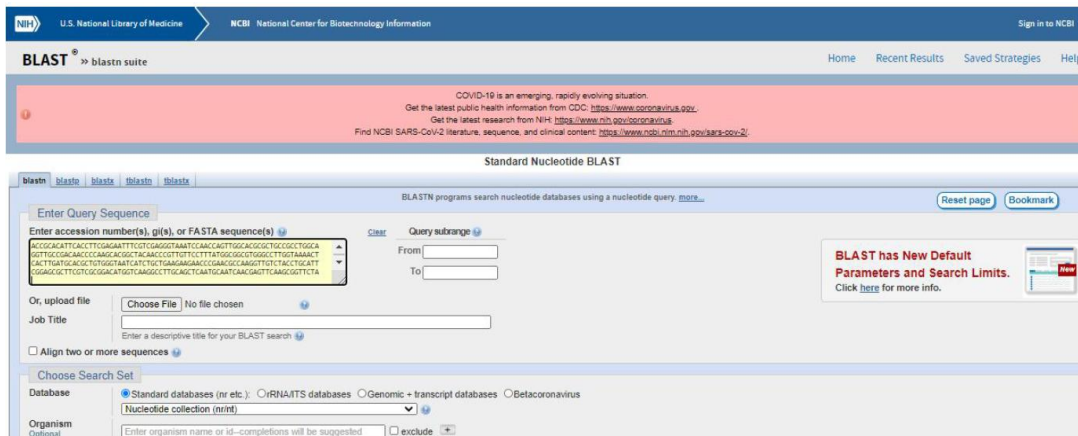 NIH U.S. National Library of Medicine NCBI National Center for Biotechnology Information Sign in to NCBI
BLAST ® » blastn suite Home Recent Results Saved Strategies Help
COVID-19 is an emerging, rapidly evolving situation.
Get the latest public health information from CDC: https://www.coronavirus.gov .
Get the latest research from NIH: https://www.nih.gov/coronavirus.
Find NCBI SARS-CoV-2 literature, sequence, and clinical content: https://www.ncbi.nlm.nih.gov/sars-cov-2/.
Standard Nucleotide BLAST
blastn blastp blastx tblastn tblastx
BLASTN programs search nucleotide databases using a nucleotide query. more...
Reset page Bookmark
Enter Query Sequence
Enter accession number(s), gi(s), or FASTA sequence(s) Clear Query subrange
ACCGCACATTCACCTTCGAGAATTTCGTCGAGGGTAAATCCAACCAGTTGGCACGCGCTGCCGCCTGGCA
GGTTGCCGACAACCCCAAGCACGGCTACAACCCGTTGTTCCTTTATGGCGGCGTGGGCCTTGGTAAAACT
CACTTGATGCACGCTGTGGGTAATCATCTGCTGAAGAAGAACCCGAACGCCAAGGTTGTCTACCTGCATT
CGGAGCGCTTCGTCGCGGACATGGTCAAGGCCTTGCAGCTCAATGCAATCAACGAGTTCAAGCGGTTCTA
From
To
BLAST has New Default
Parameters and Search Limits.
Click here for more info.
New
Or, upload file Choose File No file chosen
Job Title
Enter a descriptive title for your BLAST search
Align two or more sequences
Choose Search Set
Database Standard databases (nr etc.): rRNA/ITS databases Genomic + transcript databases Betacoronavirus
Nucleotide collection (nr/nt)
Organism
Optional
Enter organism name or id--completions will be suggested exclude +